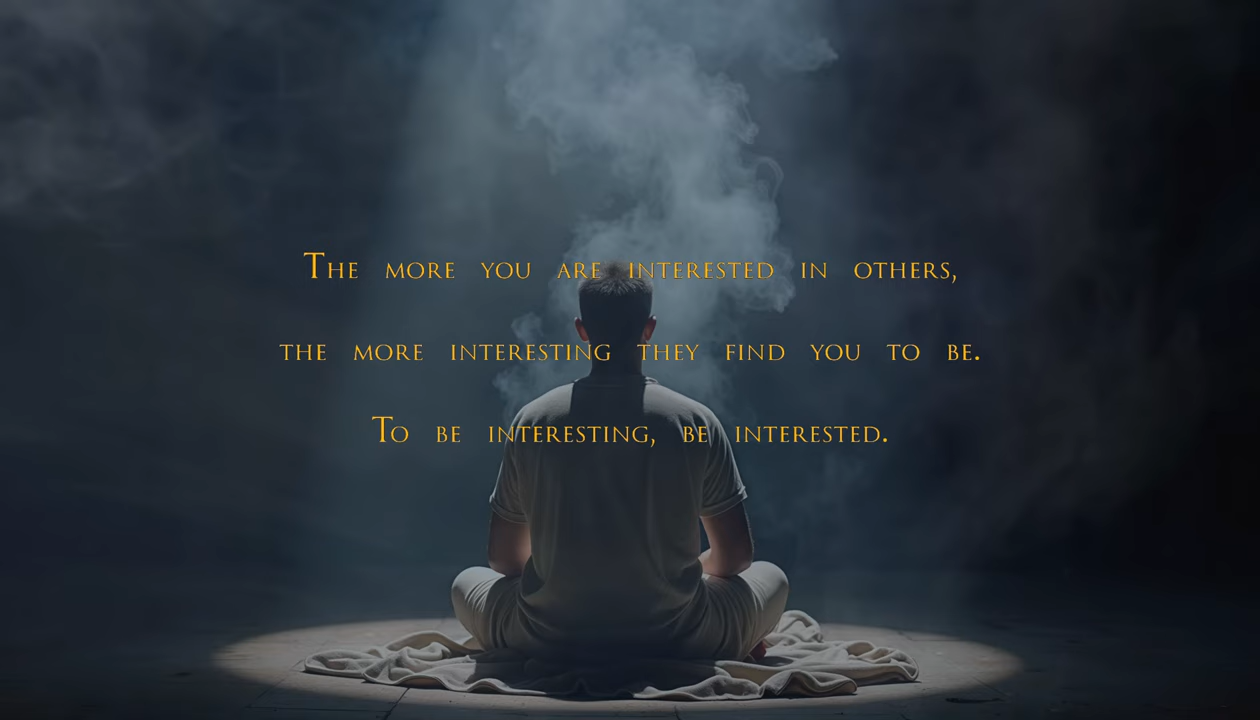 The more you are interested in others,
the more interesting they find you to be.
To be interesting, be interested.